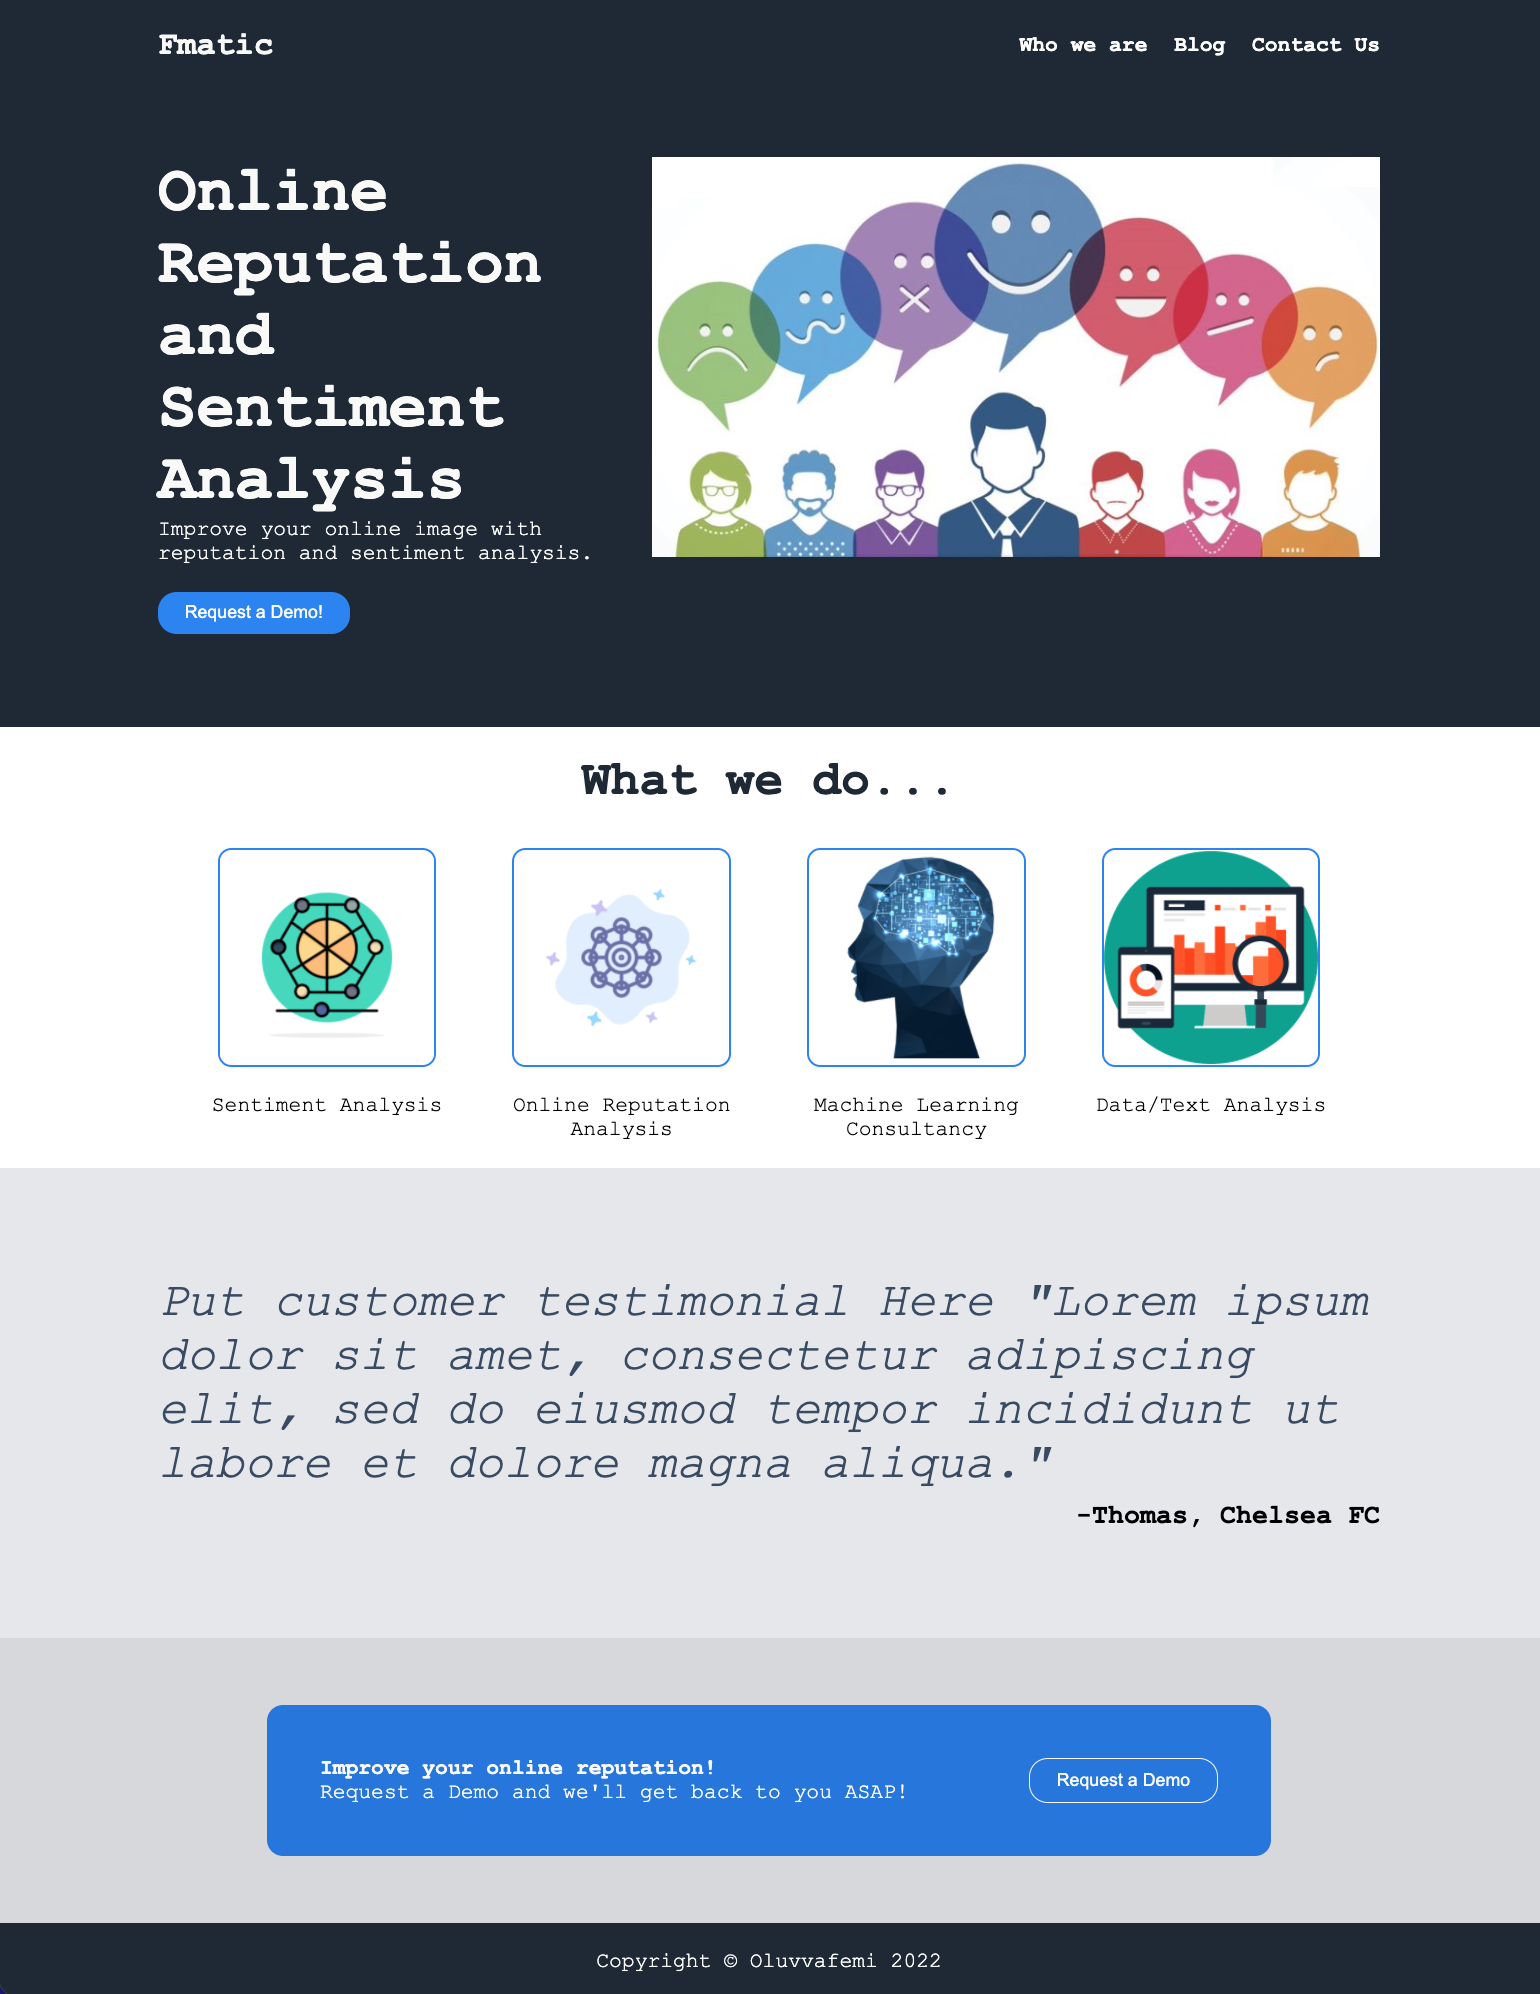 Fmatic
Who we are Blog Contact Us
Online
Reputation
and
Sentiment
Analysis
Improve your online image with
reputation and sentiment analysis.
Request a Demo!
What we do...
Sentiment Analysis
Online Reputation
Analysis
Machine Learning
Consultancy
Data/Text Analysis
Put customer testimonial Here "Lorem ipsum
dolor sit amet, consectetur adipiscing
elit, sed do eiusmod tempor incididunt ut
labore et dolore magna aliqua."
-Thomas, Chelsea FC
Improve your online reputation!
Request a Demo and we'll get back to you ASAP!
Request a Demo
Copyright © Oluvvafemi 2022